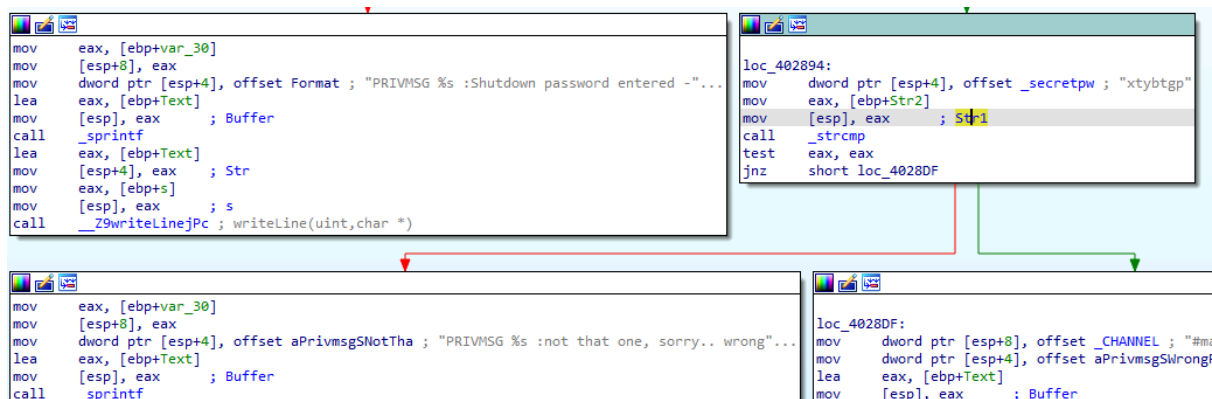 mov eax, [ebp+var_30]
mov [esp+8], eax
mov dword ptr [esp+4], offset Format ; "PRIVMSG %s :Shutdown password entered -"...
lea eax, [ebp+Text]
mov [esp], eax ; Buffer
call _sprintf
lea eax, [ebp+Text]
mov [esp+4], eax ; Str
mov eax, [ebp+s]
mov [esp], eax ; s
call __Z9writeLinejPc ; writeLine(uint,char *)
loc_402894:
mov dword ptr [esp+4], offset _secretpw ; "xtybtgp"
mov eax, [ebp+Str2]
mov [esp], eax ; Str1
call _strcmp
test eax, eax
jnz short loc_4028DF
mov eax, [ebp+var_30]
mov [esp+8], eax
mov dword ptr [esp+4], offset aPrivmsgSNotTha ; "PRIVMSG %s :not that one, sorry.. wrong"...
lea eax, [ebp+Text]
mov [esp], eax ; Buffer
call _sprintf
loc_4028DF:
mov dword ptr [esp+8], offset _CHANNEL ; "#ma
mov dword ptr [esp+4], offset aPrivmsgSWrong
lea eax, [ebp+Text]
mov [esp], eax ; Buffer